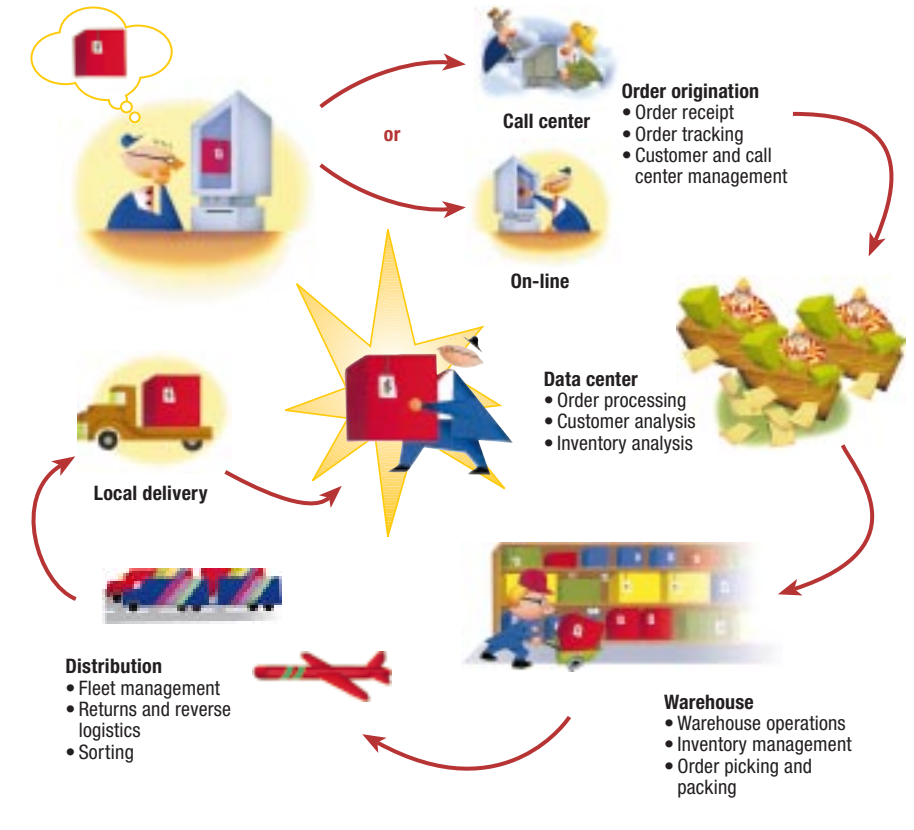 or
Call center
On-line
Order origination
• Order receipt
• Order tracking
• Customer and call
center management
Data center
• Order processing
• Customer analysis
• Inventory analysis
Warehouse
• Warehouse operations
• Inventory management
• Order picking and
packing
Distribution
• Fleet management
• Returns and reverse
logistics
• Sorting
Local delivery